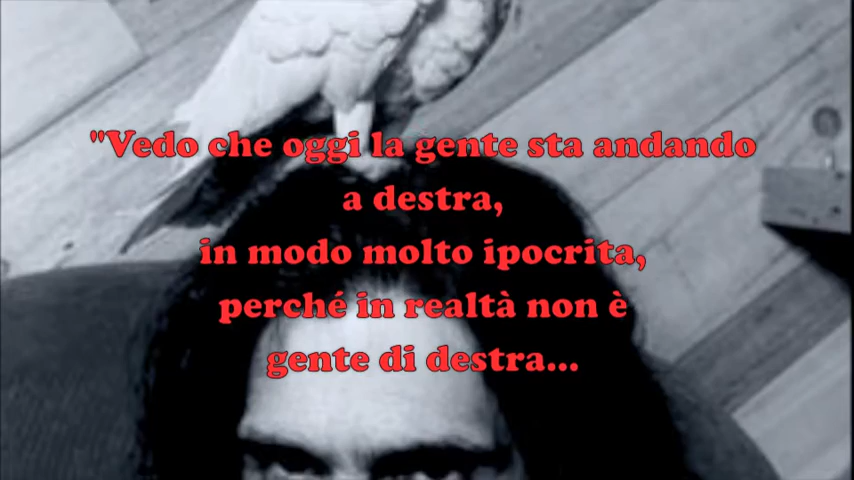 "Vedo che oggi la gente sta andando
a destra,
in modo molto ipocrita,
perché in realtà non è
gente di destra...